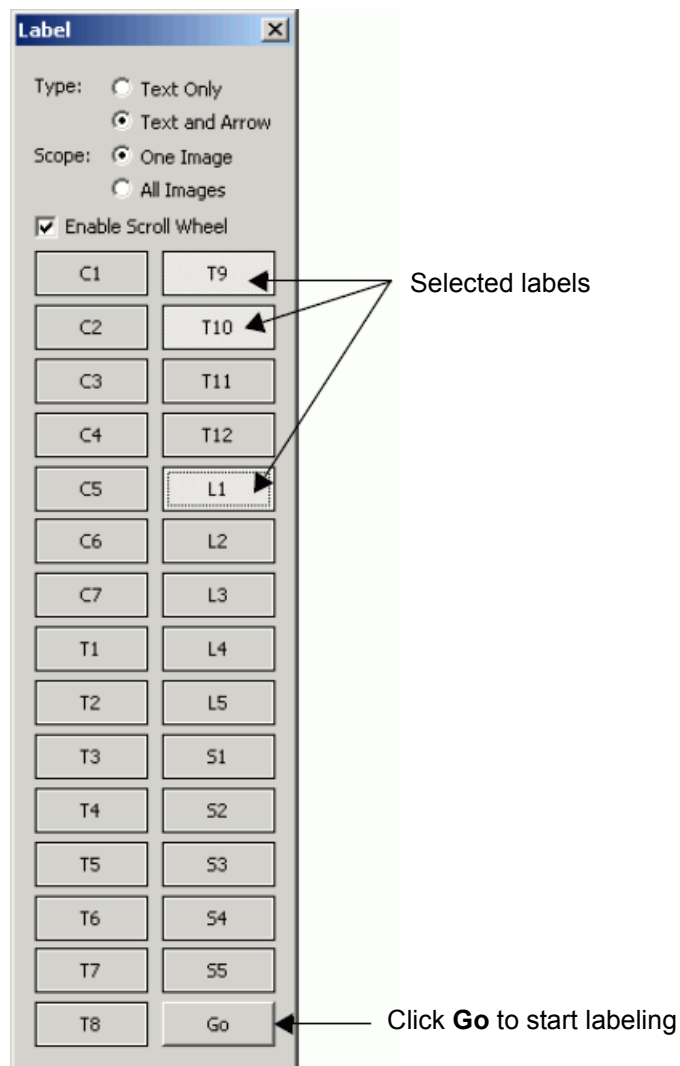 Label
Type: Text Only
Text and Arrow
Scope: One Image
All Images
Enable Scroll Wheel
C1 T9
Selected labels
C2 T10
C3 T11
C4 T12
C5 L1
C6 L2
C7 L3
T1 L4
T2 L5
T3 S1
T4 S2
T5 S3
T6 S4
T7 S5
T8 Go
Click Go to start labeling